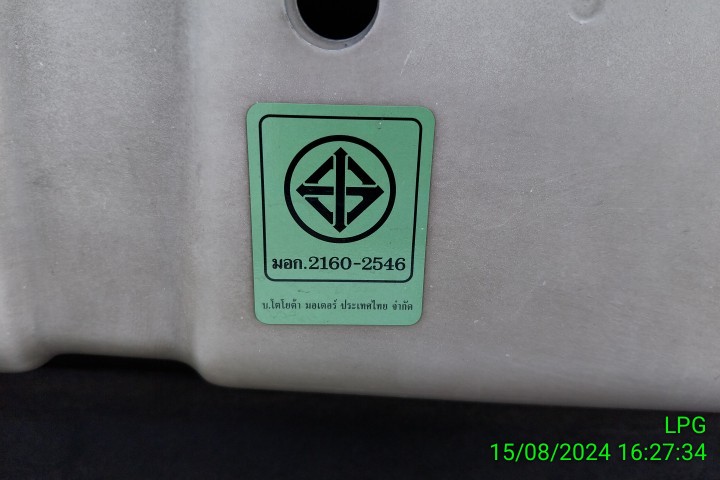 มอก.2160-2546
บ.โตโยต้า มอเตอร์ ประเทศไทย จำกัด
LPG
15/08/2024 16:27:34